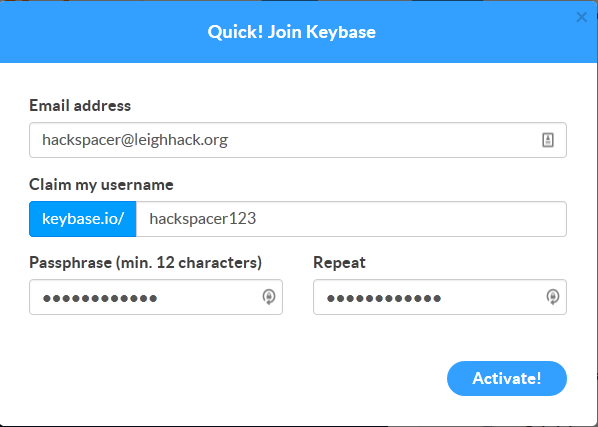 Quick! Join Keybase
Email address
hackspacer@leighhack.org
Claim my username
keybase.io/ hackspacer123
Passphrase (min. 12 characters) Repeat
●●●●●●●●●●●● ●●●●●●●●●●●●
Activate!